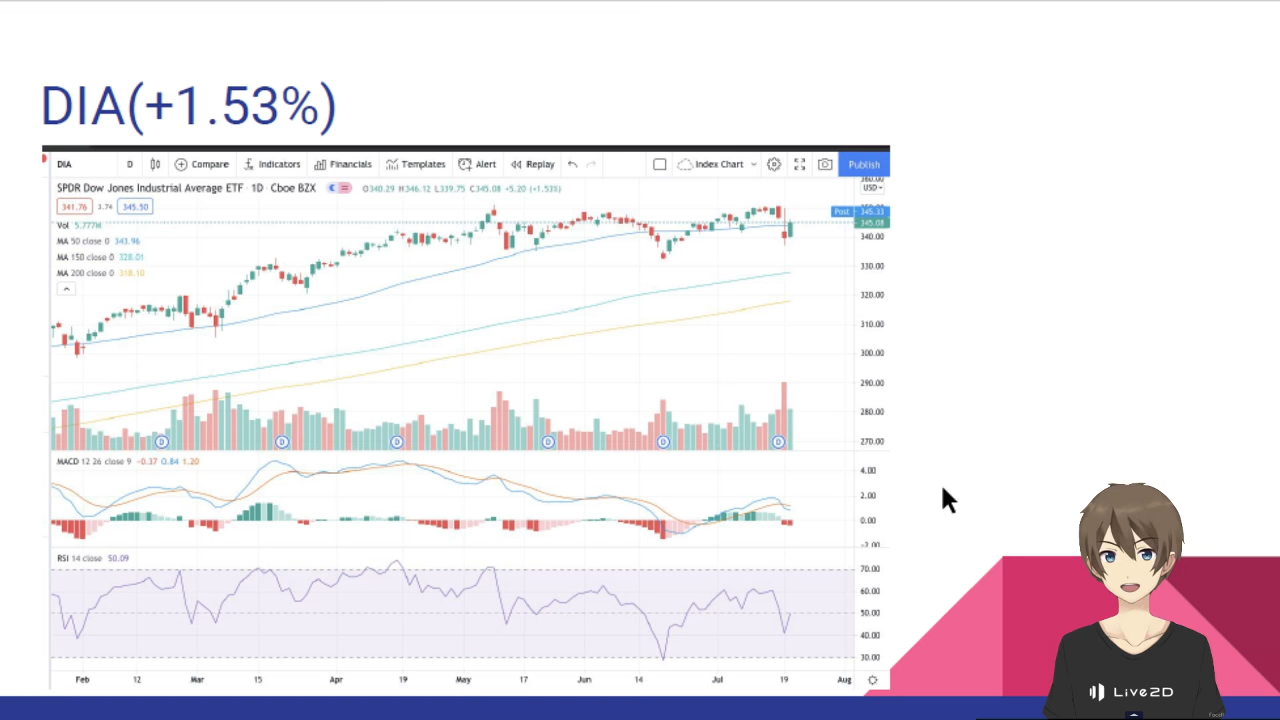 DIA(+1.53%)
DIA D Compare Indicators Financials Templates Alert Replay Index Chart Publish
SPDR Dow Jones Industrial Average ETF · 1D · Cboe BZX O340.29 H346.12 L339.75 C345.08 +5.20 (+1.53%)
360.00
USD
341.76 3.74 345.50
Post 345.33
Vol 5.777M
345.08
MA 50 close 0 343.96
340.00
MA 150 close 0 328.01
330.00
MA 200 close 0 318.10
320.00
310.00
300.00
290.00
280.00
270.00
D D D D D D
MACD 12 26 close 9 -0.37 0.84 1.20
4.00
2.00
0.00
-2.00
RSI 14 close 50.09
70.00
60.00
50.00
40.00
30.00
Feb 12 Mar 15 Apr 19 May 17 Jun 14 Jul 19 Aug
Live2D